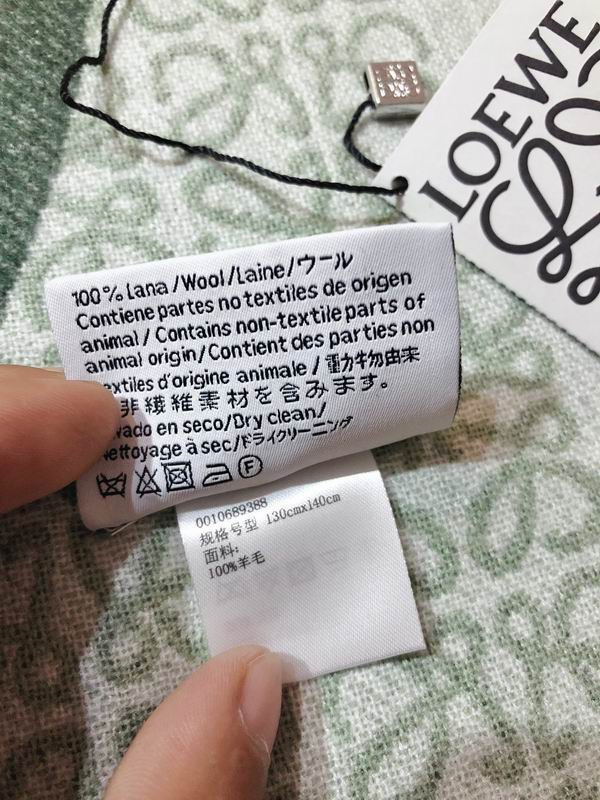 LOEWE
100% Lana/Wool/Laine/ウール
Contiene partes no textiles de origen
animal/Contains non-textile parts of
animal origin/Contient des parties non
extiles d'origine animale/動物由来
非繊維素材を含みます。
vado en seco/Dry clean/
Nettoyage à sec/ドライクリーニング
F
0010689388
规格号型 130cmx140cm
面料:
100%羊毛